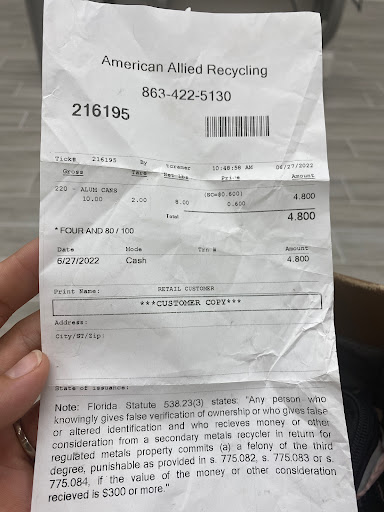 American Allied Recycling
863-422-5130
216195
Tick# 216195 By 10:48:58 AM 06/27/2022
Gross Tare Net Lbs Price Amount
220 - ALUM CANS (SC=$0.600) 4.800
10.00 2.00 8.00 0.600
Total 4.800
* FOUR AND 80 / 100
Date Mode Trn # Amount
6/27/2022 Cash 4.800
Print Name: RETAIL CUSTOMER
***CUSTOMER COPY***
Address:
City/ST/Zip:
State of issuance:
Note: Florida Statute 538.23(3) states: "Any person who
knowingly gives false verification of ownership or who gives false
or altered identification and who recieves money or other
consideration from a secondary metals recycler in return for
regulated metals property commits (a) a felony of the third
degree, punishable as provided in s. 775.082, s. 775.083 or s.
775.084, if the value of the money or other consideration
recieved is $300 or more."